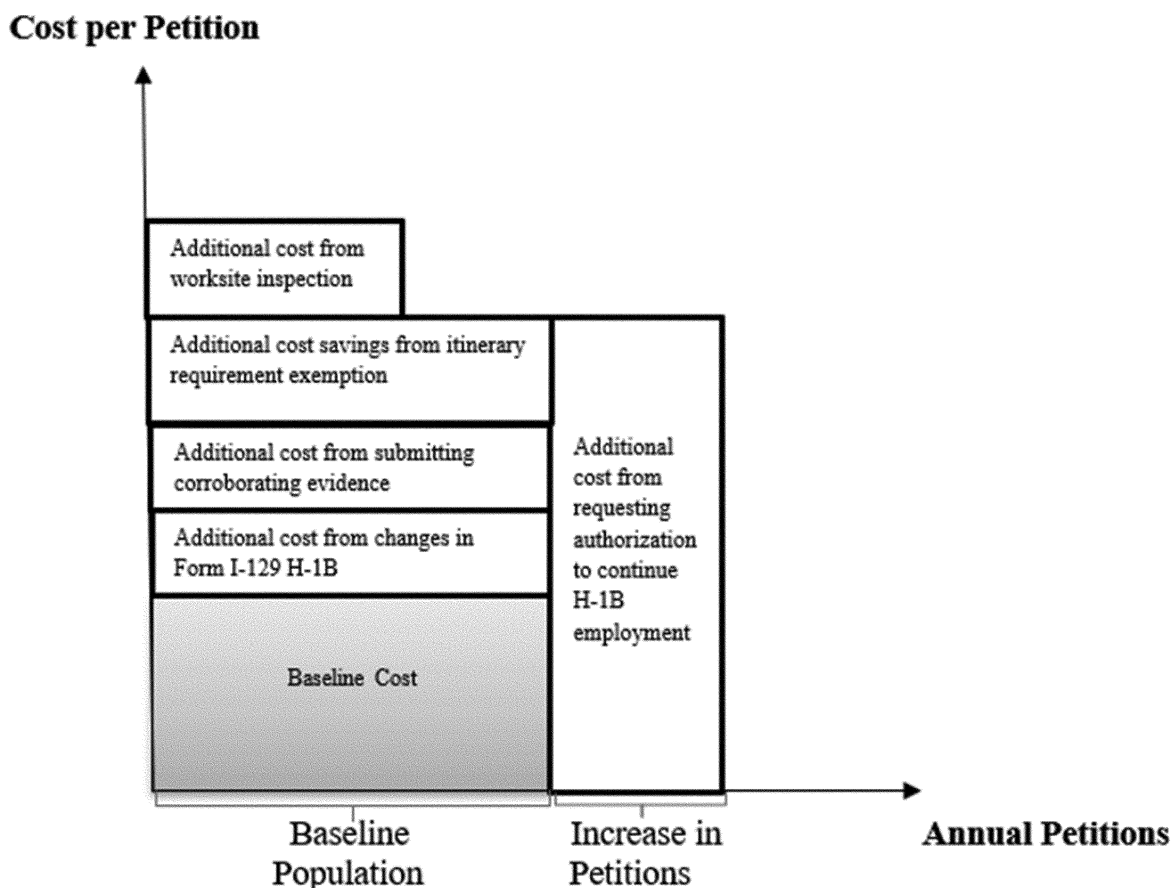 Cost per Petition
Additional cost from
worksite inspection
Additional cost savings from itinerary
requirement exemption
Additional cost from submitting
corroborating evidence
Additional cost from changes in
Form I-129 H-1B
Baseline Cost
Additional
cost from
requesting
authorization
to continue
H-1B
employment
Baseline
Population
Increase in
Petitions
Annual Petitions